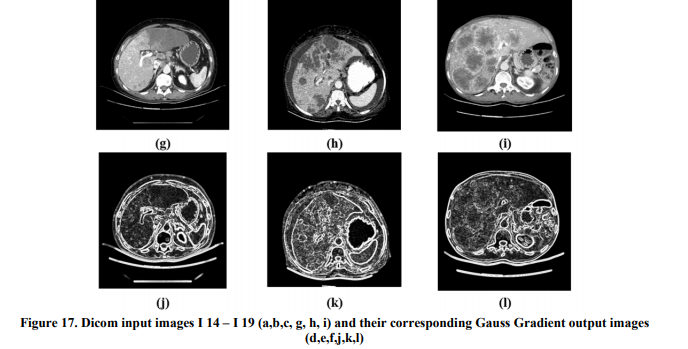 (g) (h) (i)
(j) (k) (l)
Figure 17. Dicom input images I 14 – I 19 (a,b,c, g, h, i) and their corresponding Gauss Gradient output images
(d,e,f,j,k,l)